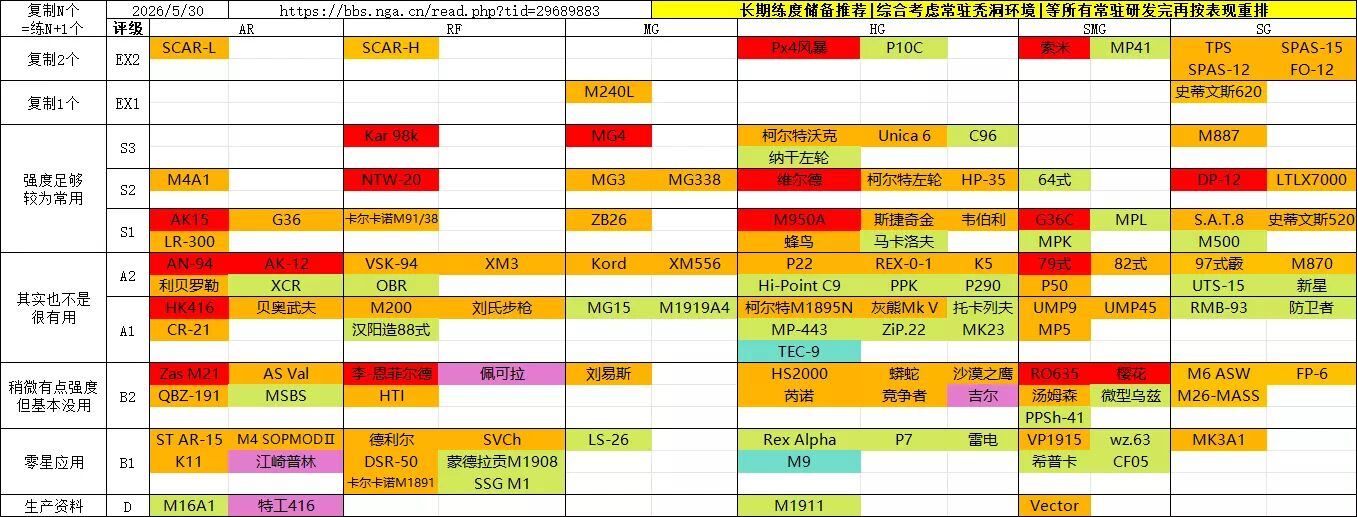 复制N个 2026/5/30 https://bbs.nga.cn/read.php?tid=29689883 长期练度储备推荐|综合考虑常驻秃洞环境|等所有常驻研发完再按表现重排
=练N+1个 评级 AR RF MG HG SMG SG
复制2个 EX2 SCAR-L SCAR-H Px4风暴 P10C 索米 MP41 TPS SPAS-15
SPAS-12 FO-12
复制1个 EX1 M240L 史蒂文斯620
强度足够
较为常用
S3 Kar 98k MG4 柯尔特沃克 Unica 6 C96 M887
纳干左轮
S2 M4A1 NTW-20 MG3 MG338 维尔德 柯尔特左轮 HP-35 64式 DP-12 LTLX7000
S1 AK15 G36 卡尔卡诺M91/38 ZB26 M950A 斯捷奇金 韦伯利 G36C MPL S.A.T.8 史蒂文斯520
LR-300 蜂鸟 马卡洛夫 MPK M500
其实也不是
很有用
A2 AN-94 AK-12 VSK-94 XM3 Kord XM556 P22 REX-0-1 K5 79式 82式 97式霰 M870
利贝罗勒 XCR OBR Hi-Point C9 PPK P290 P50 UTS-15 新星
A1 HK416 贝奥武夫 M200 刘氏步枪 MG15 M1919A4 柯尔特M1895N 灰熊Mk V 托卡列夫 UMP9 UMP45 RMB-93 防卫者
CR-21 汉阳造88式 MP-443 ZiP.22 MK23 MP5
TEC-9
稍微有点强度
但基本没用
B2 Zas M21 AS Val 李-恩菲尔德 佩可拉 刘易斯 HS2000 蟒蛇 沙漠之鹰 RO635 樱花 M6 ASW FP-6
QBZ-191 MSBS HTI 芮诺 竞争者 吉尔 汤姆森 微型乌兹 M26-MASS
PPSh-41
零星应用 B1 ST AR-15 M4 SOPMODⅡ 德利尔 SVCh LS-26 Rex Alpha P7 雷电 VP1915 wz.63 MK3A1
K11 江崎普林 DSR-50 蒙德拉贡M1908 M9 希普卡 CF05
卡尔卡诺M1891 SSG M1
生产资料 D M16A1 特工416 M1911 Vector